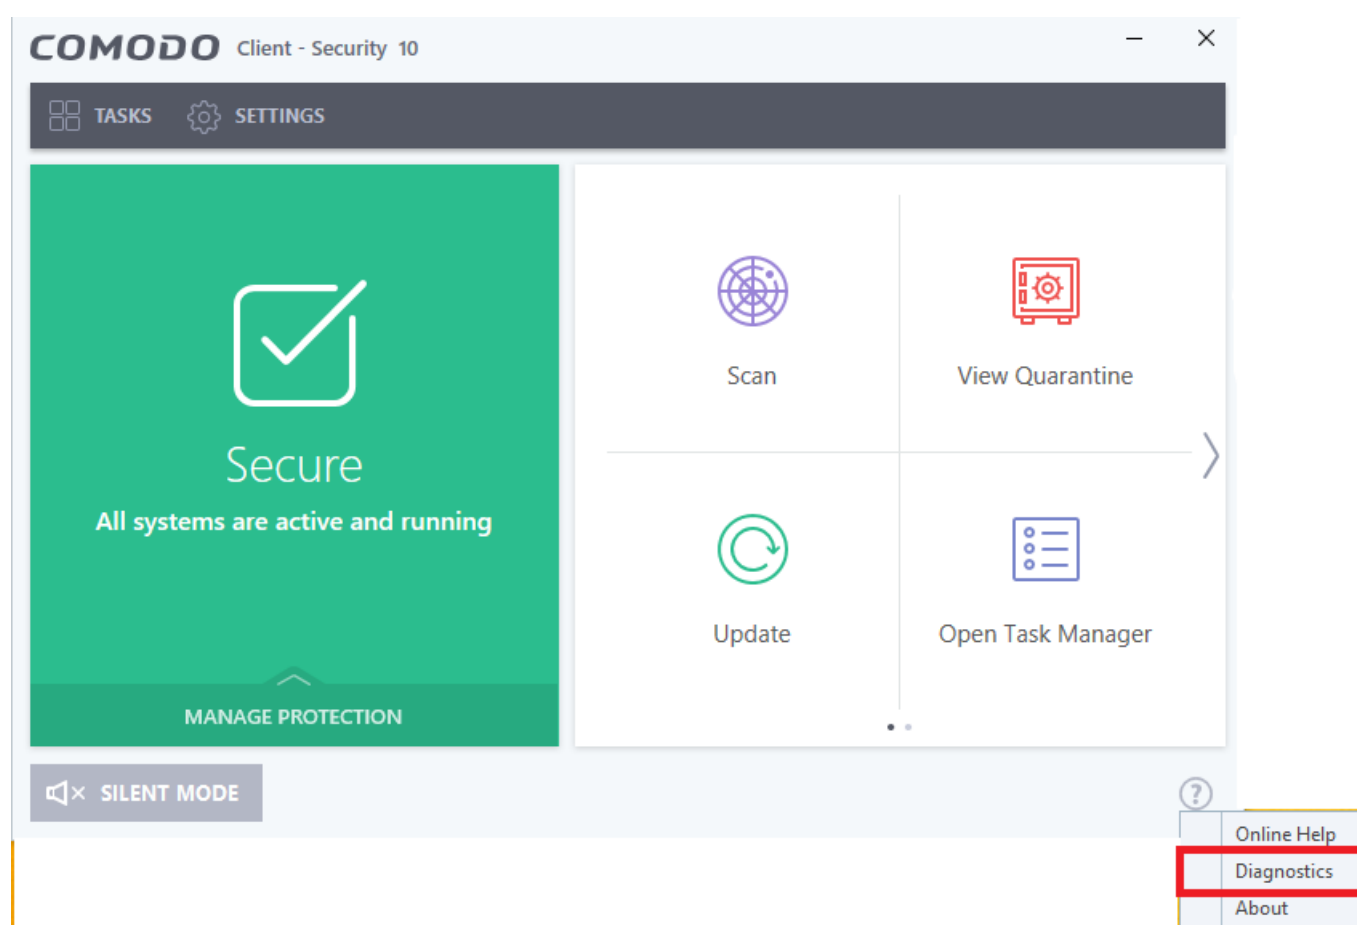 COMODO Client - Security 10
TASKS SETTINGS
Secure
All systems are active and running
MANAGE PROTECTION
Scan
View Quarantine
Update
Open Task Manager
SILENT MODE
?
Online Help
Diagnostics
About